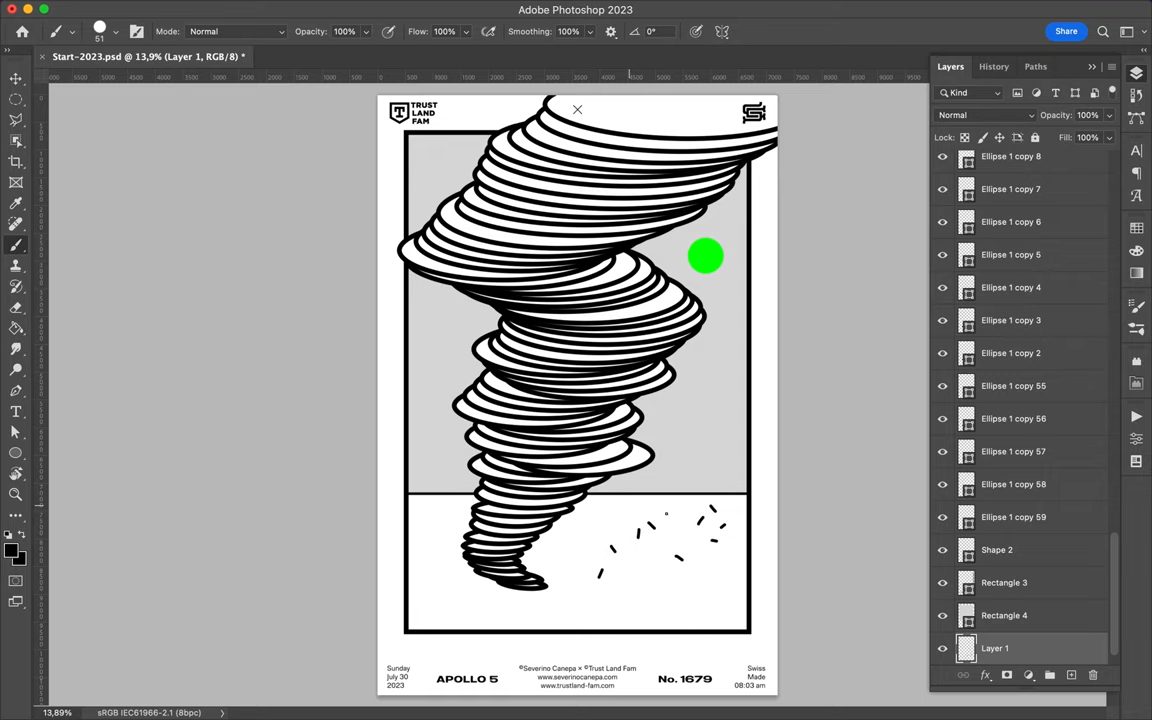 Adobe Photoshop 2023
51
Mode: Normal
Opacity: 100%
Flow: 100%
Smoothing: 100%
0°
Share
Start-2023.psd @ 13,9% (Layer 1, RGB/8) *
Layers
History
Paths
Kind
Normal
Opacity: 100%
Lock:
Fill: 100%
Ellipse 1 copy 8
Ellipse 1 copy 7
Ellipse 1 copy 6
Ellipse 1 copy 5
Ellipse 1 copy 4
Ellipse 1 copy 3
Ellipse 1 copy 2
Ellipse 1 copy 55
Ellipse 1 copy 56
Ellipse 1 copy 57
Ellipse 1 copy 58
Ellipse 1 copy 59
Shape 2
Rectangle 3
Rectangle 4
Layer 1
TRUST
LAND
FAM
Sunday
July 30
2023
APOLLO 5
©Severino Canepa × ©Trust Land Fam
www.severinocanepa.com
www.trustland-fam.com
No. 1679
Swiss
Made
08:03 am
13,89%
sRGB IEC61966-2.1 (8bpc)